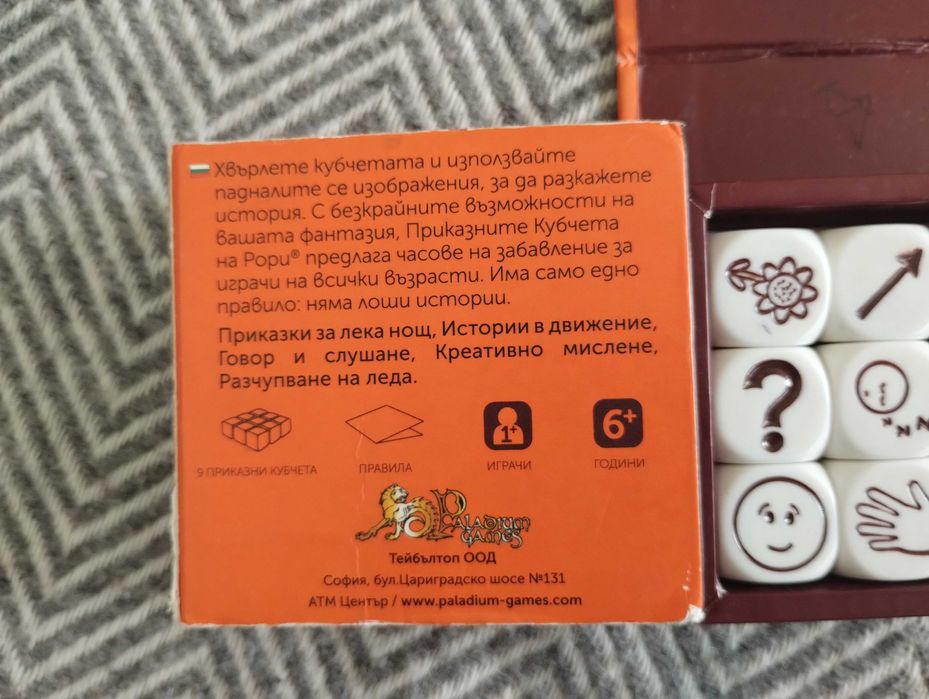 Хвърлете кубчетата и използвайте
падналите се изображения, за да разкажете
история. С безкрайните възможности на
вашата фантазия, Приказните Кубчета
на Рори® предлага часове на забавление за
играчи на всички възрасти. Има само едно
правило: няма лоши истории.
Приказки за лека нощ, Истории в движение,
Говор и слушане, Креативно мислене,
Разчупване на леда.
9 ПРИКАЗНИ КУБЧЕТА
ПРАВИЛА
1+
ИГРАЧИ
6+
ГОДИНИ
PALADIUM
GAMES
Тейбълтоп ООД
София, бул.Цариградско шосе №131
АТМ Център / www.paladium-games.com
?
z z z